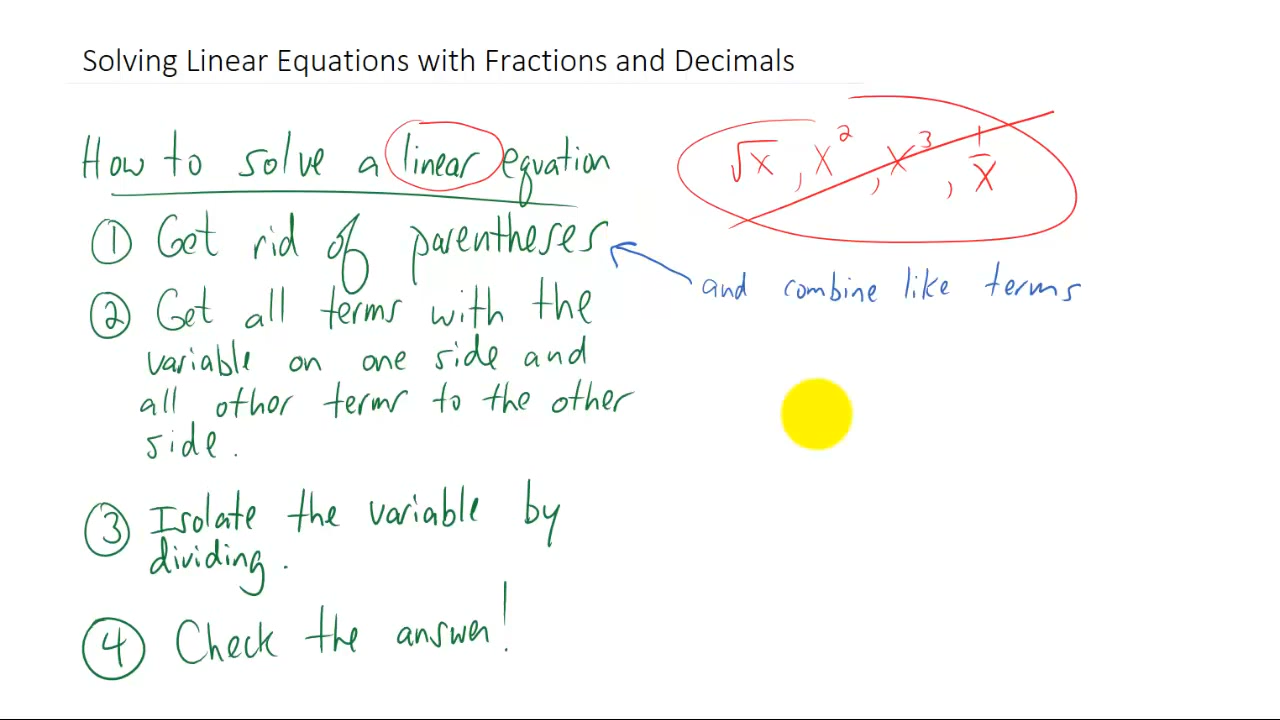 Solving Linear Equations with Fractions and Decimals
How to solve a linear equation
√x , x² , x³ , 1/x
① Get rid of parentheses
and combine like terms
② Get all terms with the
variable on one side and
all other terms to the other
side.
③ Isolate the variable by
dividing.
④ Check the answer!